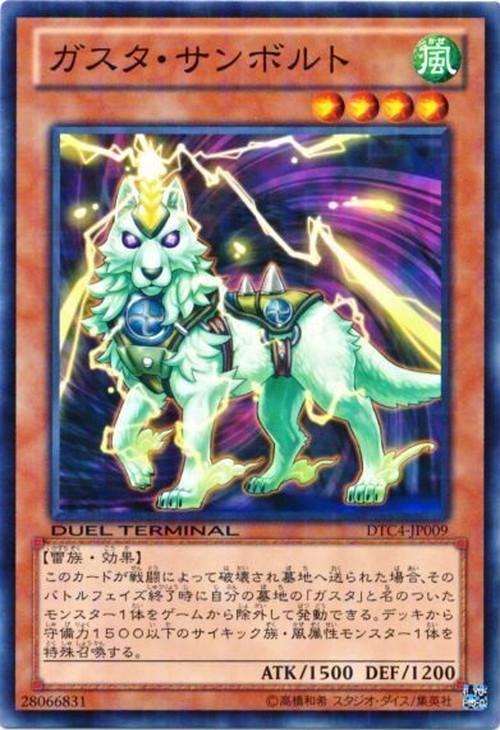 ガスタ・サンボルト
風
DUEL TERMINAL
DTC4-JP009
【雷族・効果】
このカードが戦闘によって破壊され墓地へ送られた場合、その
バトルフェイズ終了時に自分の墓地の「ガスタ」と名のついた
モンスター1体をゲームから除外して発動できる。デッキから
守備力1500以下のサイキック族・風属性モンスター1体を
特殊召喚する。
ATK/1500 DEF/1200
28066831
©高橋和希 スタジオ・ダイス/集英社